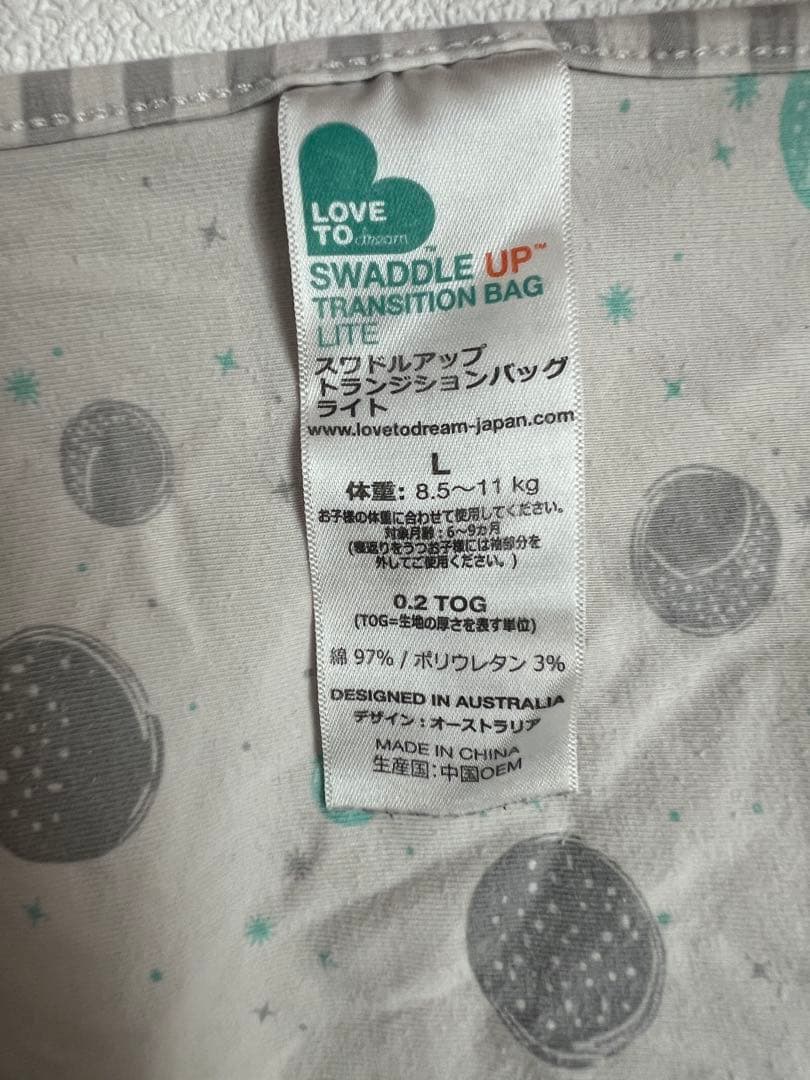 LOVE
TO dream™
SWADDLE UP™
TRANSITION BAG
LITE
スワドルアップ
トランジションバッグ
ライト
www.lovetodream-japan.com
L
体重: 8.5〜11 kg
お子様の体重に合わせて使用してください。
対象月齢：6〜9カ月
(寝返りをうつお子様には袖部分を
外してご使用ください。)
0.2 TOG
(TOG=生地の厚さを表す単位)
綿 97% / ポリウレタン 3%
DESIGNED IN AUSTRALIA
デザイン：オーストラリア
MADE IN CHINA
生産国：中国OEM